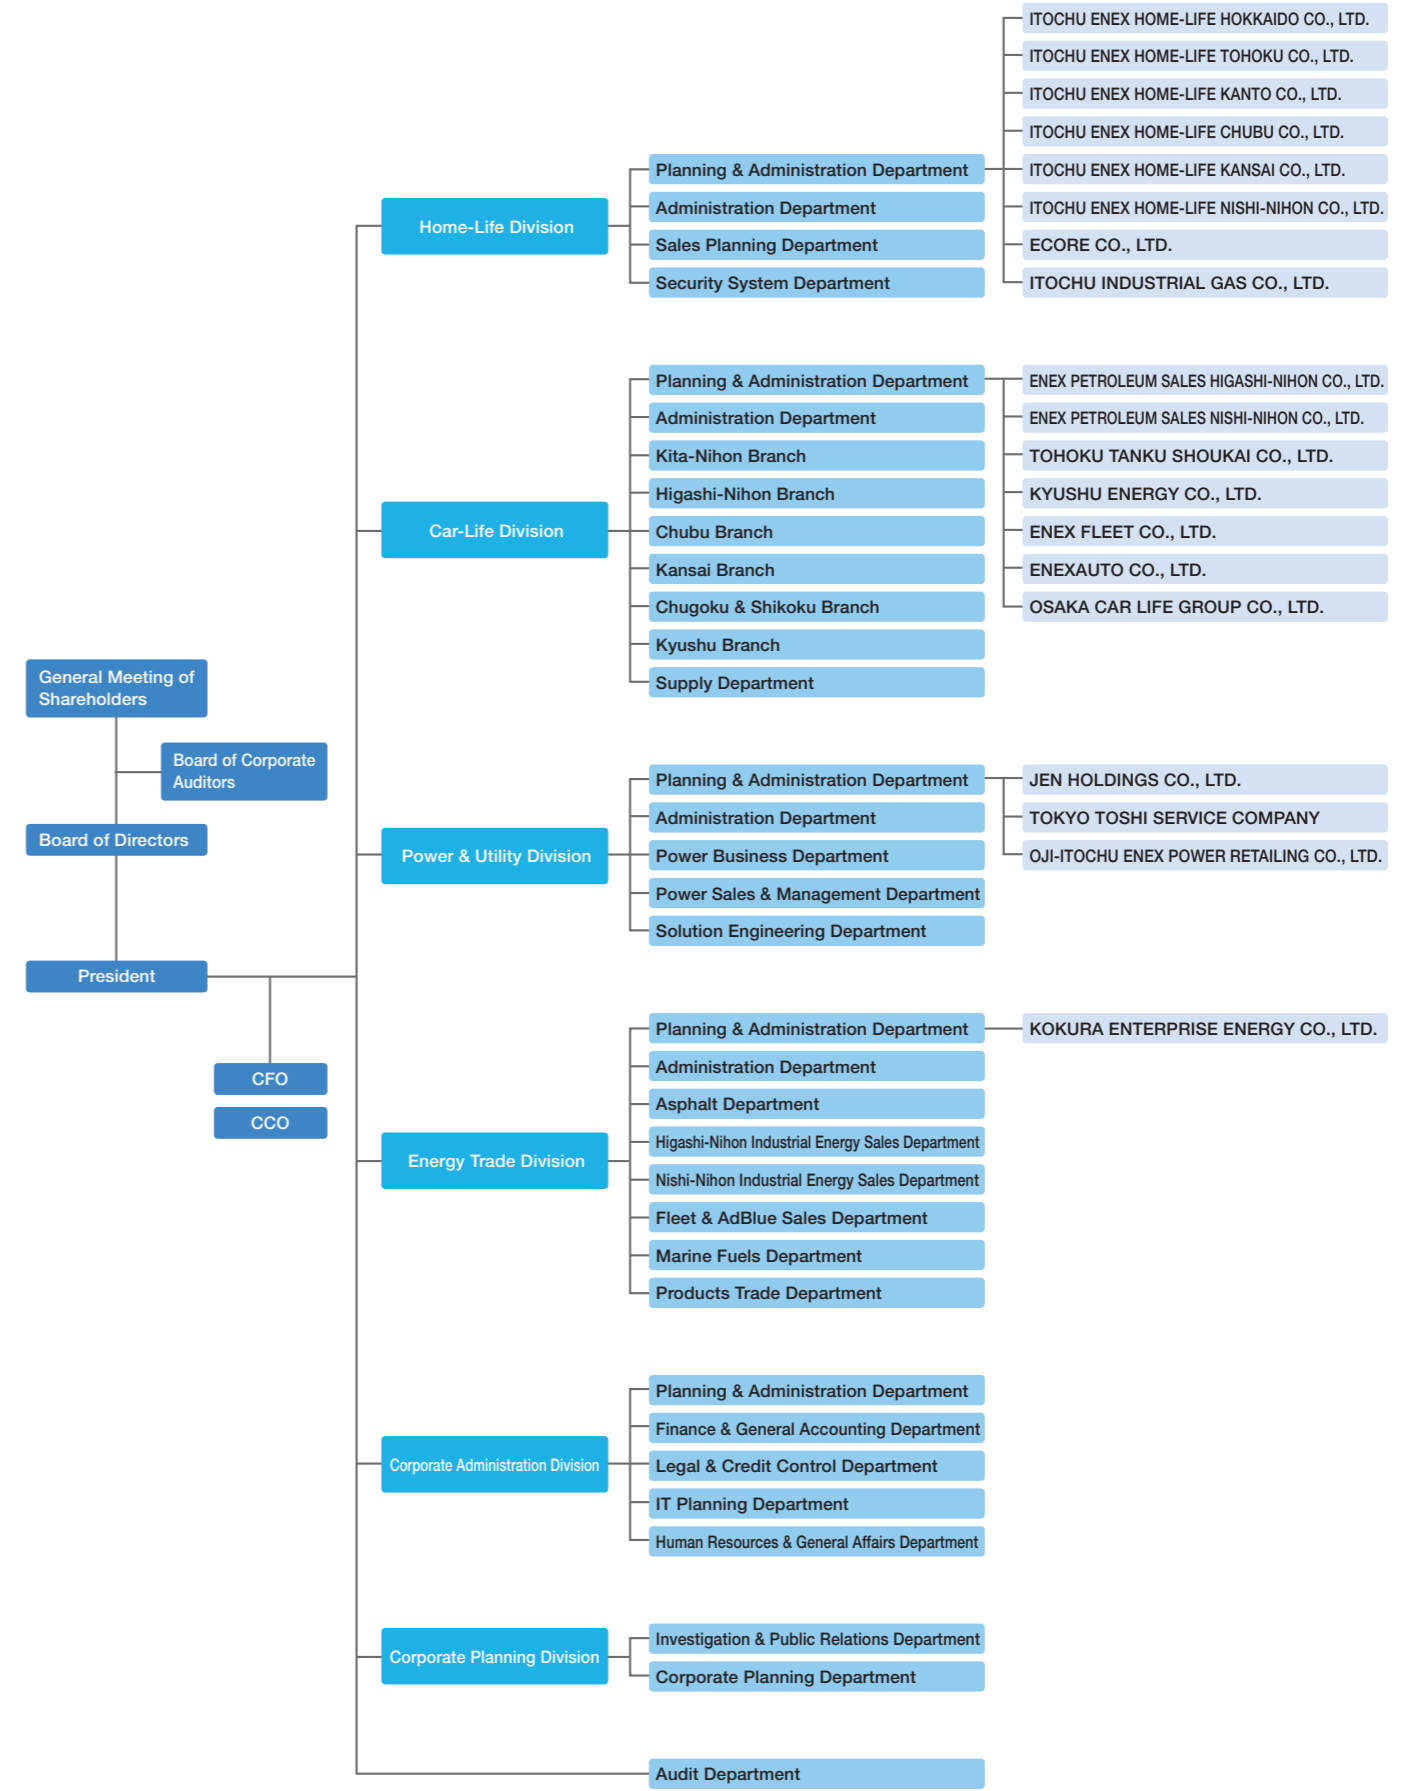 General Meeting of
Shareholders
Board of Corporate
Auditors
Board of Directors
President
CFO
CCO
Home-Life Division
Planning & Administration Department
Administration Department
Sales Planning Department
Security System Department
ITOCHU ENEX HOME-LIFE HOKKAIDO CO., LTD.
ITOCHU ENEX HOME-LIFE TOHOKU CO., LTD.
ITOCHU ENEX HOME-LIFE KANTO CO., LTD.
ITOCHU ENEX HOME-LIFE CHUBU CO., LTD.
ITOCHU ENEX HOME-LIFE KANSAI CO., LTD.
ITOCHU ENEX HOME-LIFE NISHI-NIHON CO., LTD.
ECORE CO., LTD.
ITOCHU INDUSTRIAL GAS CO., LTD.
Car-Life Division
Planning & Administration Department
Administration Department
Kita-Nihon Branch
Higashi-Nihon Branch
Chubu Branch
Kansai Branch
Chugoku & Shikoku Branch
Kyushu Branch
Supply Department
ENEX PETROLEUM SALES HIGASHI-NIHON CO., LTD.
ENEX PETROLEUM SALES NISHI-NIHON CO., LTD.
TOHOKU TANKU SHOUKAI CO., LTD.
KYUSHU ENERGY CO., LTD.
ENEX FLEET CO., LTD.
ENEXAUTO CO., LTD.
OSAKA CAR LIFE GROUP CO., LTD.
Power & Utility Division
Planning & Administration Department
Administration Department
Power Business Department
Power Sales & Management Department
Solution Engineering Department
JEN HOLDINGS CO., LTD.
TOKYO TOSHI SERVICE COMPANY
OJI-ITOCHU ENEX POWER RETAILING CO., LTD.
Energy Trade Division
Planning & Administration Department
Administration Department
Asphalt Department
Higashi-Nihon Industrial Energy Sales Department
Nishi-Nihon Industrial Energy Sales Department
Fleet & AdBlue Sales Department
Marine Fuels Department
Products Trade Department
KOKURA ENTERPRISE ENERGY CO., LTD.
Corporate Administration Division
Planning & Administration Department
Finance & General Accounting Department
Legal & Credit Control Department
IT Planning Department
Human Resources & General Affairs Department
Corporate Planning Division
Investigation & Public Relations Department
Corporate Planning Department
Audit Department